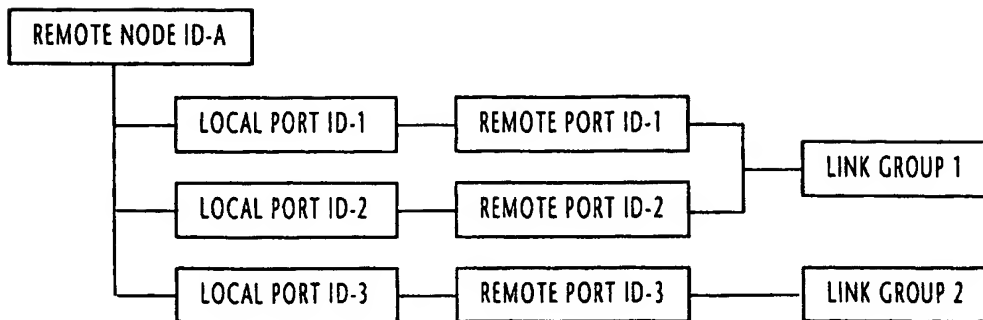 REMOTE NODE ID-A
LOCAL PORT ID-1
REMOTE PORT ID-1
LINK GROUP 1
LOCAL PORT ID-2
REMOTE PORT ID-2
LOCAL PORT ID-3
REMOTE PORT ID-3
LINK GROUP 2